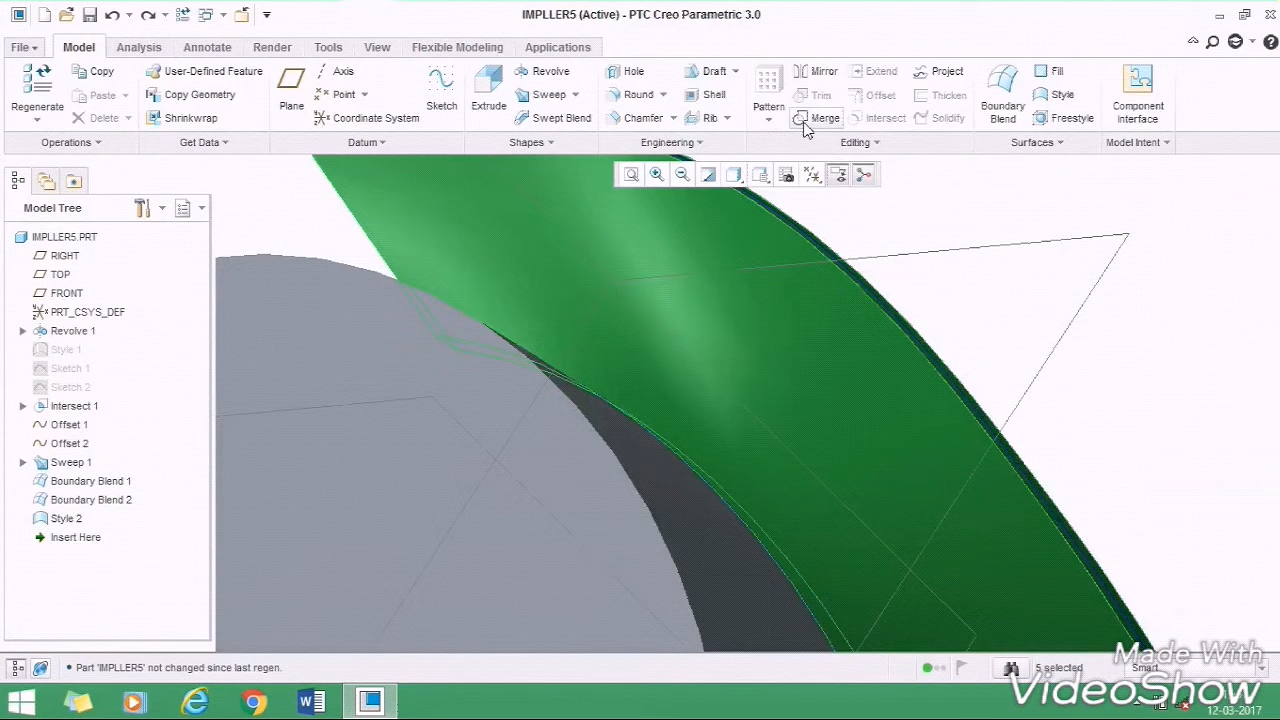 IMPLLER5 (Active) - PTC Creo Parametric 3.0
File Model Analysis Annotate Render Tools View Flexible Modeling Applications
Regenerate
Copy
Paste
Delete
User-Defined Feature
Copy Geometry
Shrinkwrap
Plane
Axis
Point
Coordinate System
Sketch
Extrude
Revolve
Sweep
Swept Blend
Hole
Round
Chamfer
Draft
Shell
Rib
Pattern
Mirror
Trim
Merge
Extend
Offset
Intersect
Project
Thicken
Solidify
Boundary
Blend
Fill
Style
Freestyle
Component
Interface
Operations Get Data Datum Shapes Engineering Editing Surfaces Model Intent
Model Tree
IMPLLER5.PRT
RIGHT
TOP
FRONT
PRT_CSYS_DEF
Revolve 1
Style 1
Sketch 1
Sketch 2
Intersect 1
Offset 1
Offset 2
Sweep 1
Boundary Blend 1
Boundary Blend 2
Style 2
Insert Here
Part 'IMPLLER5' not changed since last regen.
5 selected
Smart
Made With
VideoShow
12-03-2017